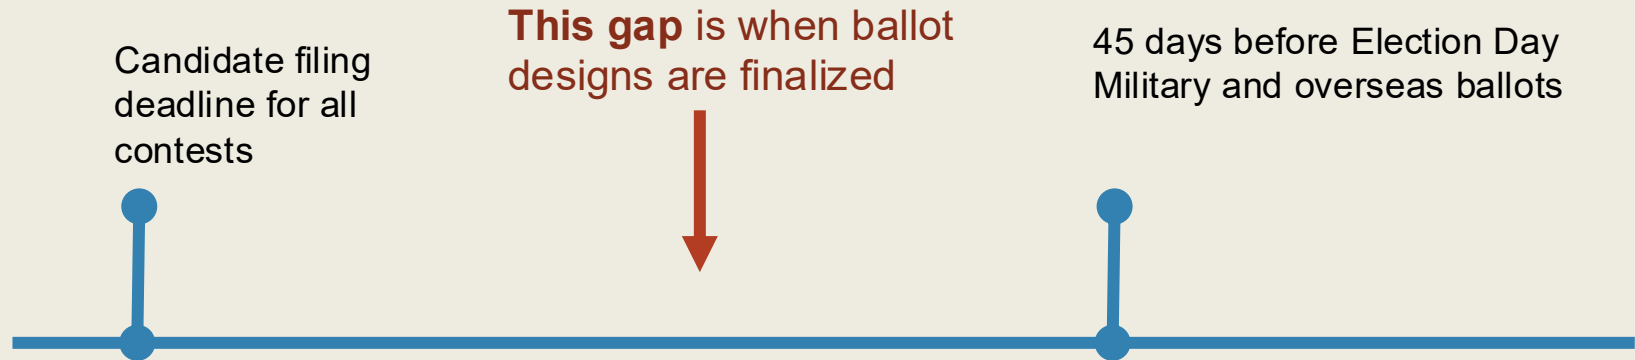 Candidate filing
deadline for all
contests
This gap is when ballot
designs are finalized
45 days before Election Day
Military and overseas ballots